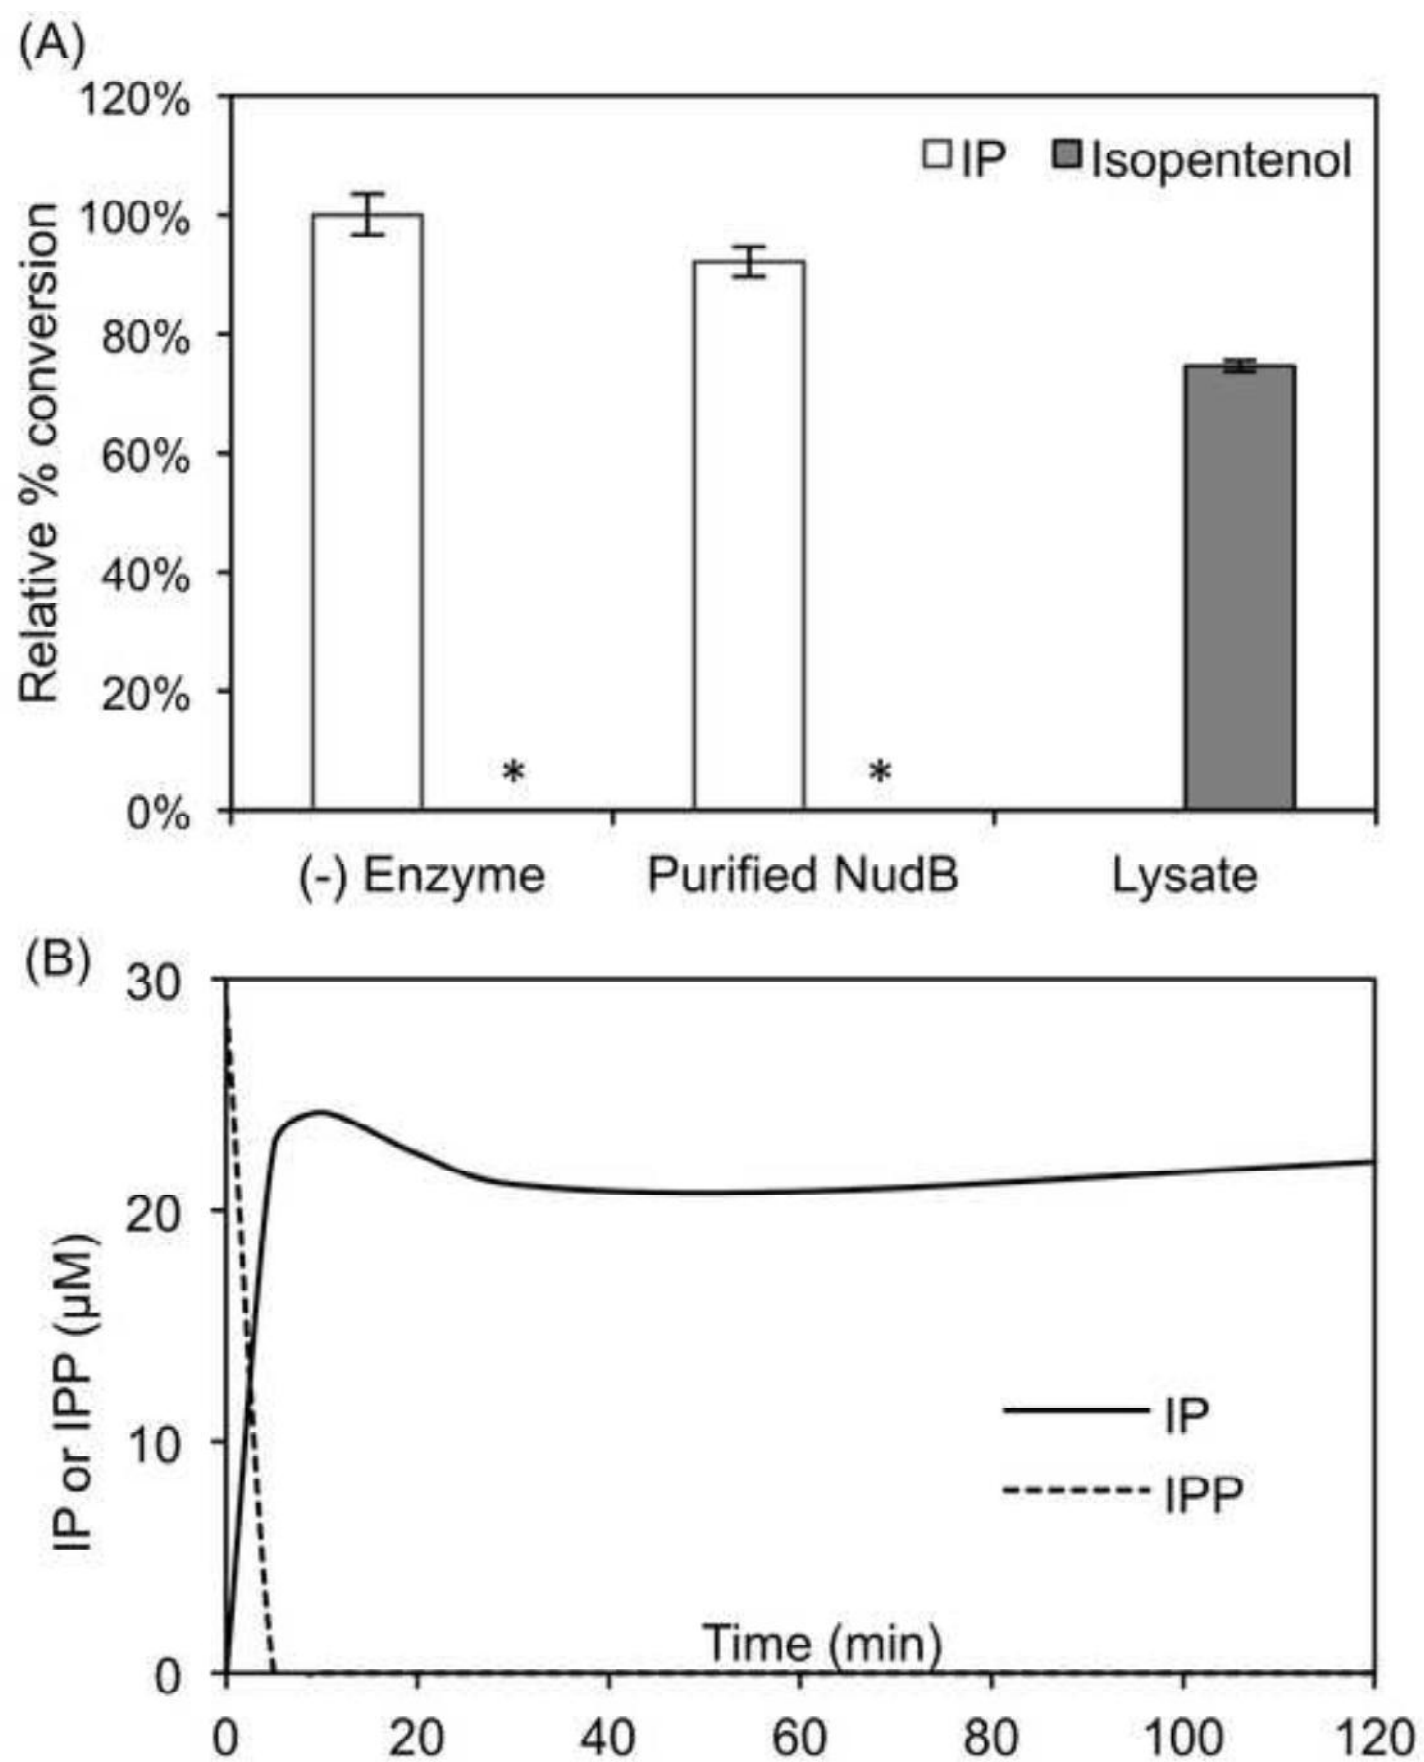 (A)
120%
100%
80%
60%
40%
20%
0%
Relative % conversion
IP Isopentenol
*
*
(-) Enzyme Purified NudB Lysate
(B)
30
20
10
0
IP or IPP (µM)
IP
IPP
Time (min)
0 20 40 60 80 100 120